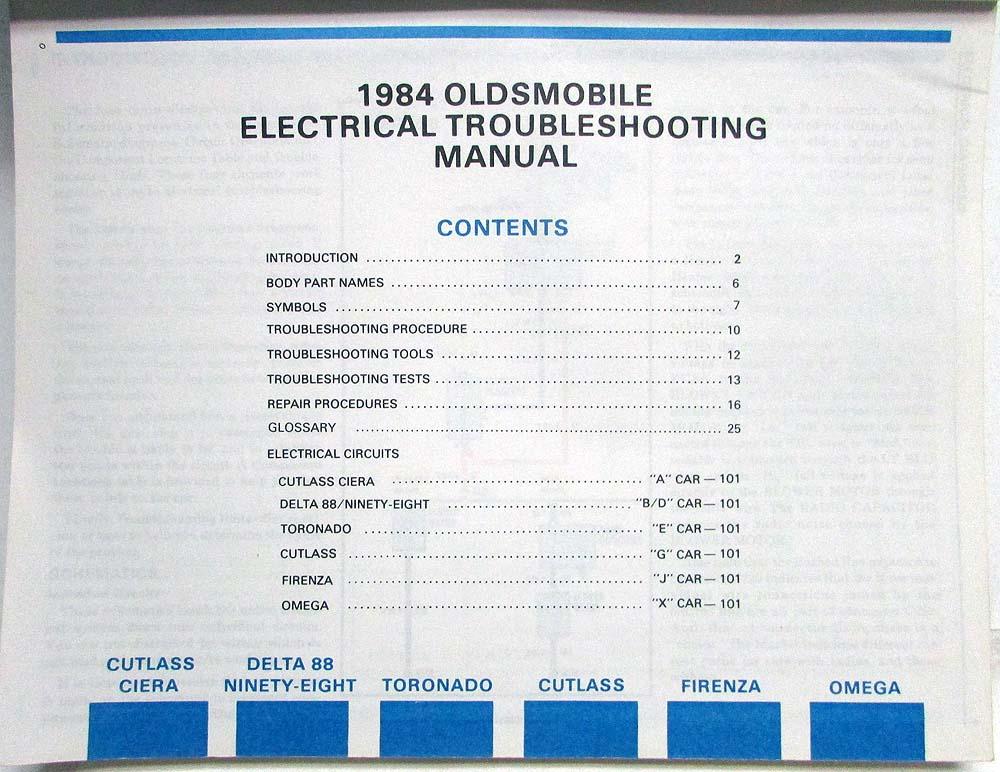 1984 OLDSMOBILE
ELECTRICAL TROUBLESHOOTING
MANUAL
CONTENTS
INTRODUCTION ........ 2
BODY PART NAMES ........ 6
SYMBOLS ........ 7
TROUBLESHOOTING PROCEDURE ........ 10
TROUBLESHOOTING TOOLS ........ 12
TROUBLESHOOTING TESTS ........ 13
REPAIR PROCEDURES ........ 16
GLOSSARY ........ 25
ELECTRICAL CIRCUITS
CUTLASS CIERA ........ "A" CAR — 101
DELTA 88/NINETY-EIGHT ........ "B/D" CAR — 101
TORONADO ........ "E" CAR — 101
CUTLASS ........ "G" CAR — 101
FIRENZA ........ "J" CAR — 101
OMEGA ........ "X" CAR — 101
CUTLASS
CIERA
DELTA 88
NINETY-EIGHT
TORONADO
CUTLASS
FIRENZA
OMEGA